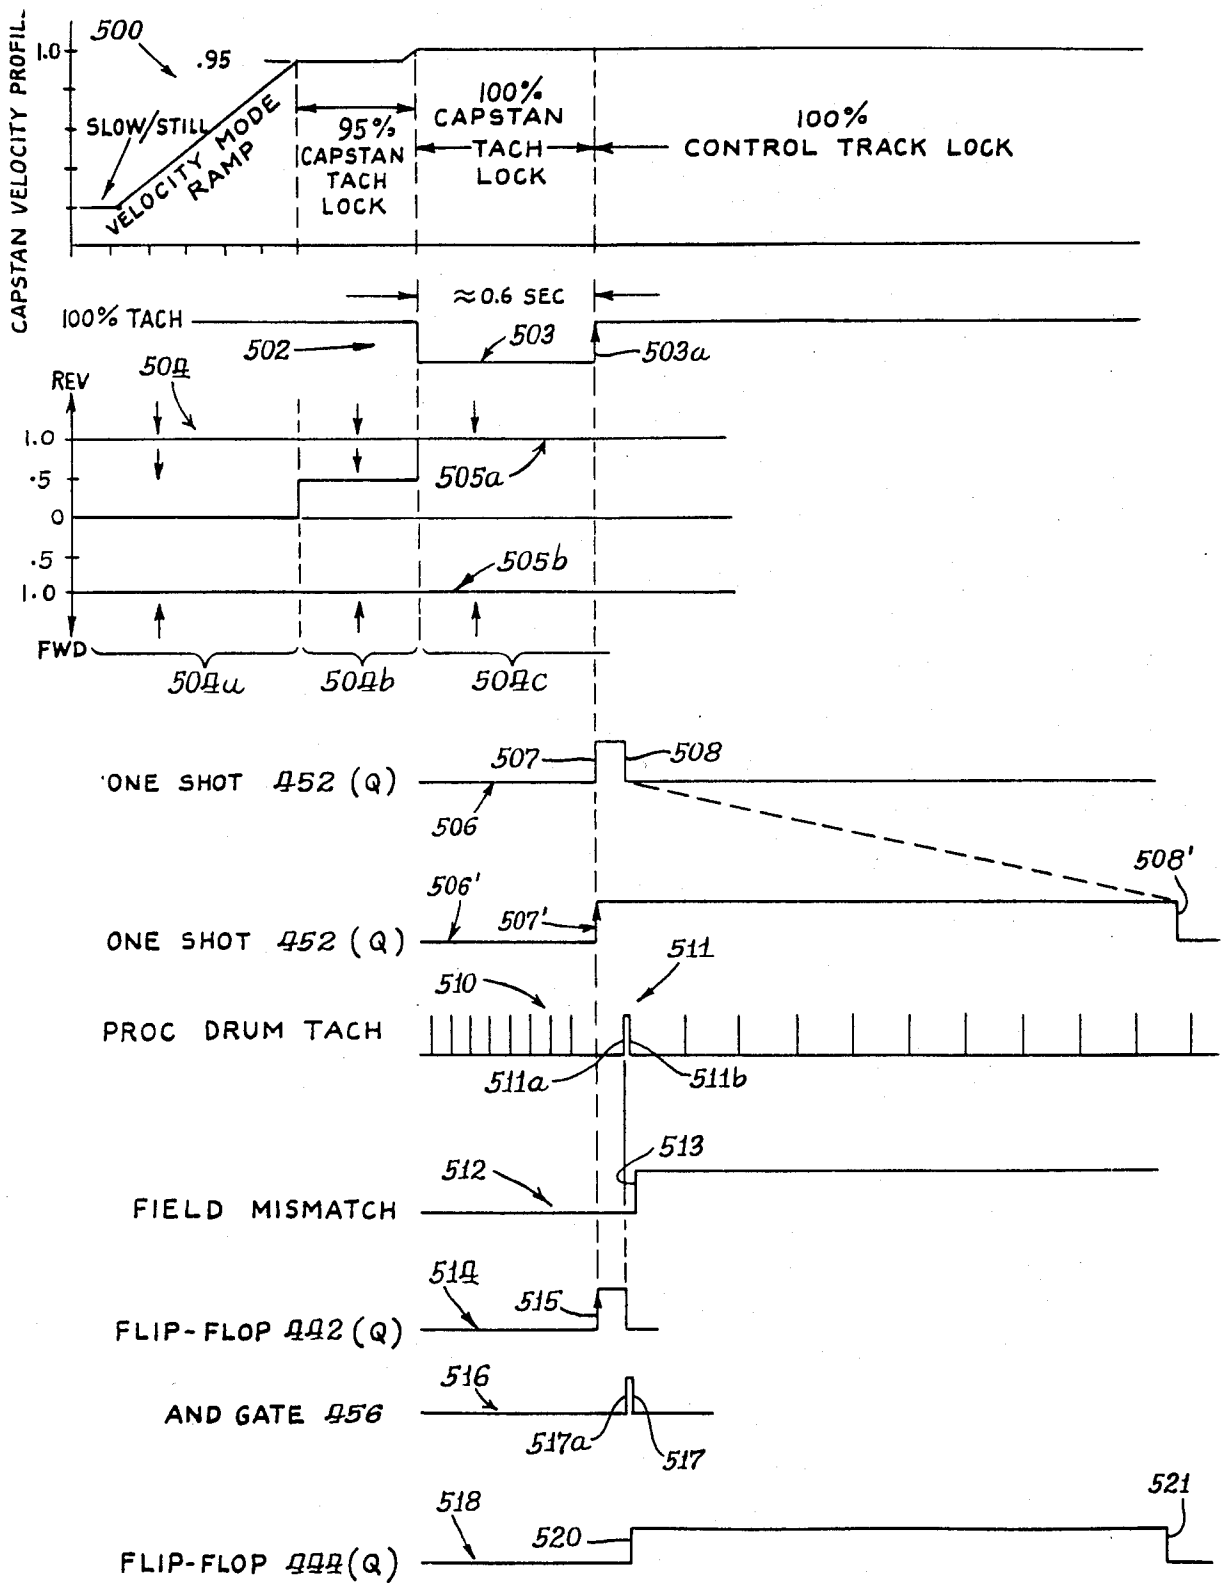 CAPSTAN VELOCITY PROFIL
500
1.0
.95
SLOW/STILL
VELOCITY MODE
RAMP
95%
CAPSTAN
TACH
LOCK
100%
CAPSTAN
TACH
LOCK
100%
CONTROL TRACK LOCK
≈0.6 SEC
100% TACH
502
503
503a
504
REV
1.0
.5
0
.5
1.0
FWD
505a
505b
504a
504b
504c
507
508
ONE SHOT 452 (Q)
506
508'
506'
507'
ONE SHOT 452 (Q)
510
511
PROC DRUM TACH
511a
511b
513
512
FIELD MISMATCH
514
515
FLIP-FLOP 442 (Q)
516
AND GATE 456
517a
517
518
520
521
FLIP-FLOP 444 (Q)